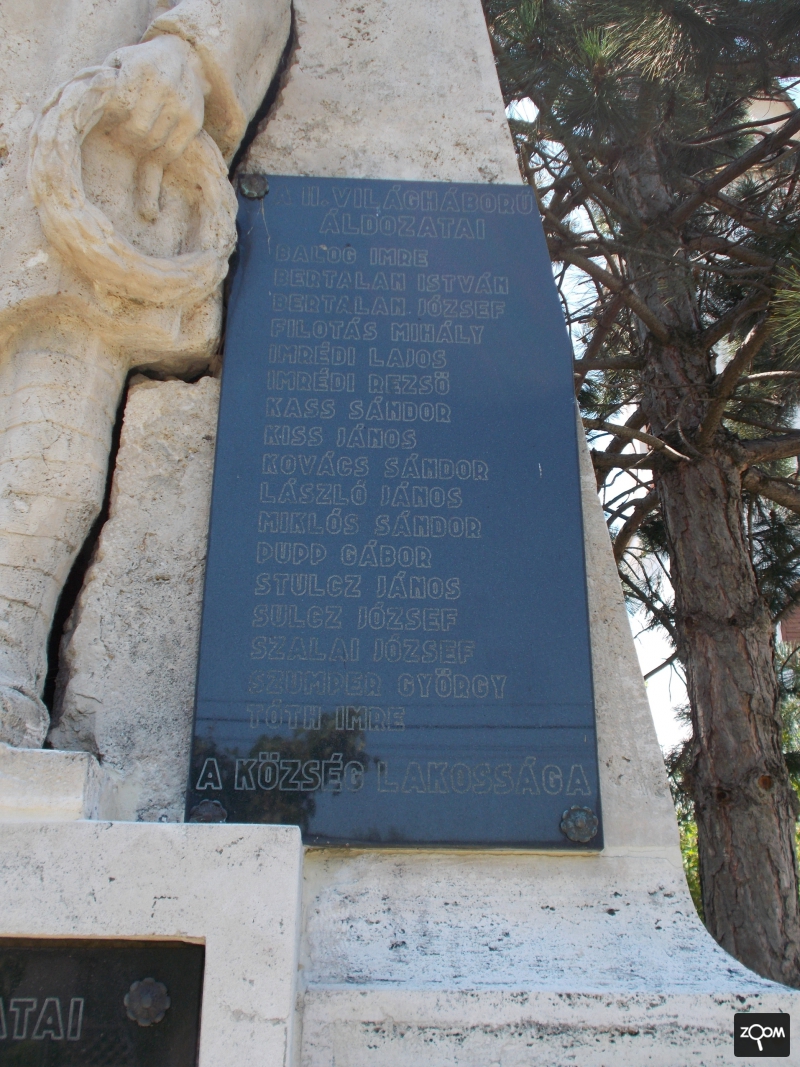 A II. VILÁGHÁBORÚ
ÁLDOZATAI
BALOG IMRE
BERTALAN ISTVÁN
BERTALAN JÓZSEF
FILOTÁS MIHÁLY
IMRÉDI LAJOS
IMRÉDI REZSŐ
KASS SÁNDOR
KISS JÁNOS
KOVÁCS SÁNDOR
LÁSZLÓ JÁNOS
MIKLÓS SÁNDOR
PUPP GÁBOR
STULCZ JÁNOS
SULCZ JÓZSEF
SZALAI JÓZSEF
SZUMPER GYÖRGY
TÓTH IMRE
A KÖZSÉG LAKOSSÁGA
ATAI
ZOOM